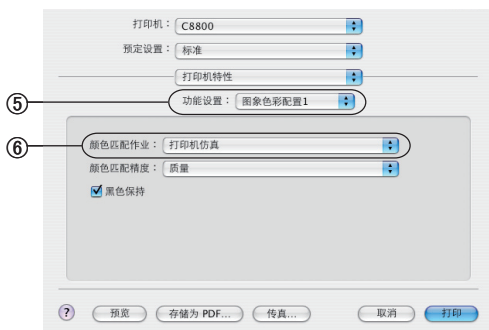 打印机： C8800
预定设置： 标准
打印机特性
⑤ 功能设置： 图象色彩配置1
⑥ 颜色匹配作业： 打印机仿真
颜色匹配精度： 质量
黑色保持
? 预览 存储为 PDF... 传真... 取消 打印